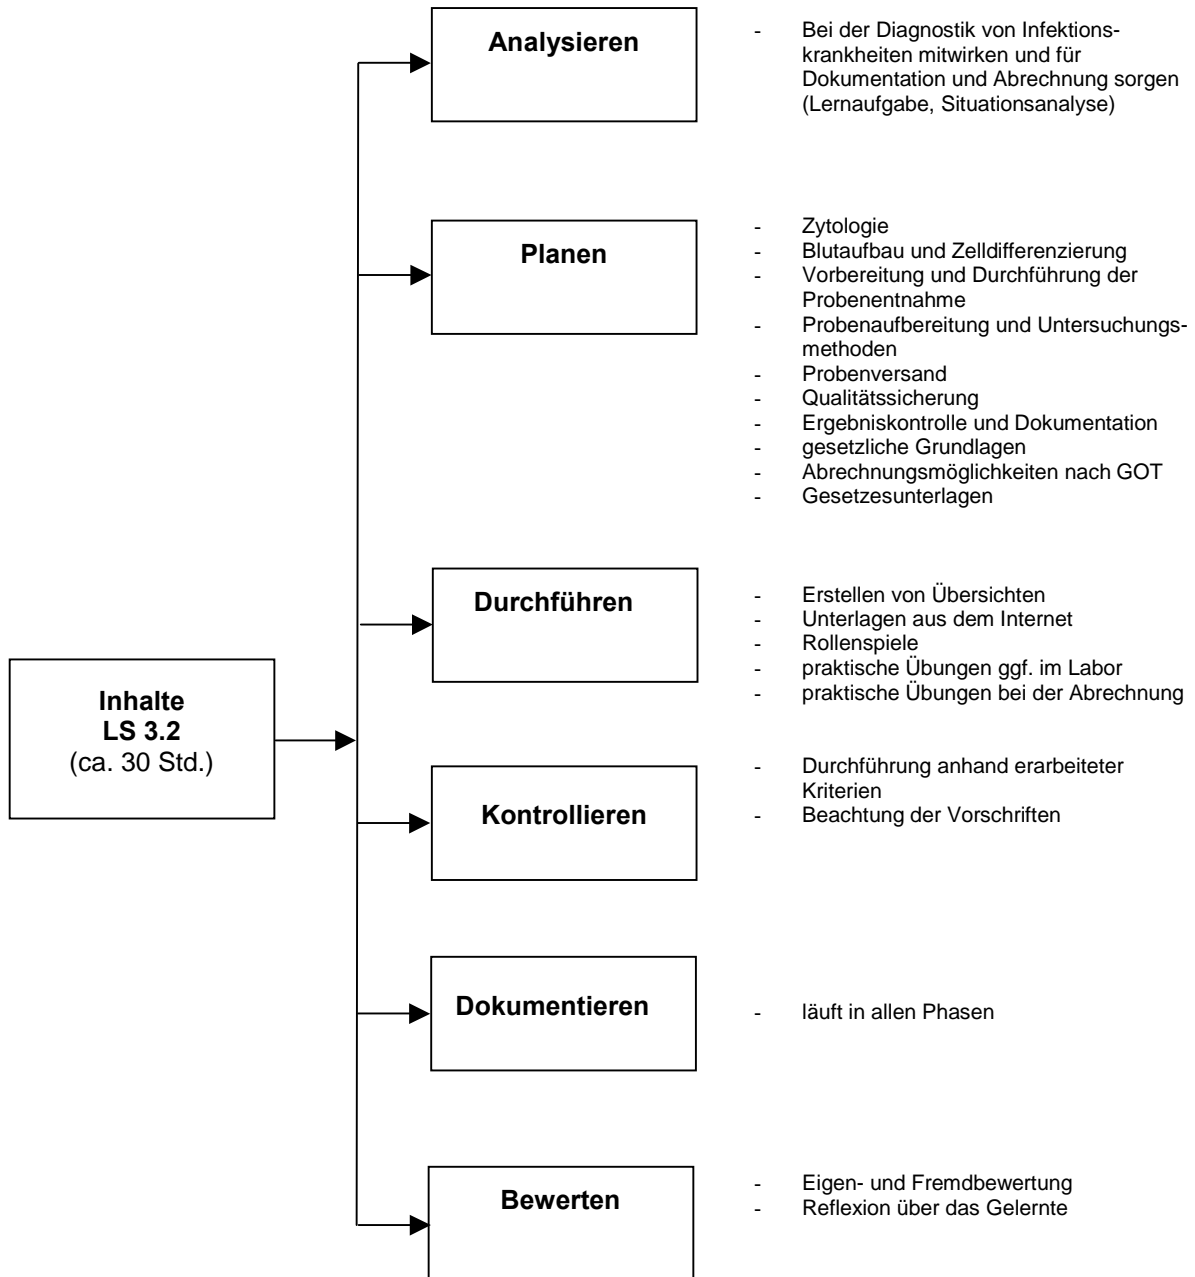 Analysieren
- Bei der Diagnostik von Infektions-
krankheiten mitwirken und für
Dokumentation und Abrechnung sorgen
(Lernaufgabe, Situationsanalyse)
Planen
- Zytologie
- Blutaufbau und Zelldifferenzierung
- Vorbereitung und Durchführung der
Probenentnahme
- Probenaufbereitung und Untersuchungs-
methoden
- Probenversand
- Qualitätssicherung
- Ergebniskontrolle und Dokumentation
- gesetzliche Grundlagen
- Abrechnungsmöglichkeiten nach GOT
- Gesetzesunterlagen
Durchführen
- Erstellen von Übersichten
- Unterlagen aus dem Internet
- Rollenspiele
- praktische Übungen ggf. im Labor
- praktische Übungen bei der Abrechnung
Inhalte
LS 3.2
(ca. 30 Std.)
Kontrollieren
- Durchführung anhand erarbeiteter
Kriterien
- Beachtung der Vorschriften
Dokumentieren
- läuft in allen Phasen
Bewerten
- Eigen- und Fremdbewertung
- Reflexion über das Gelernte